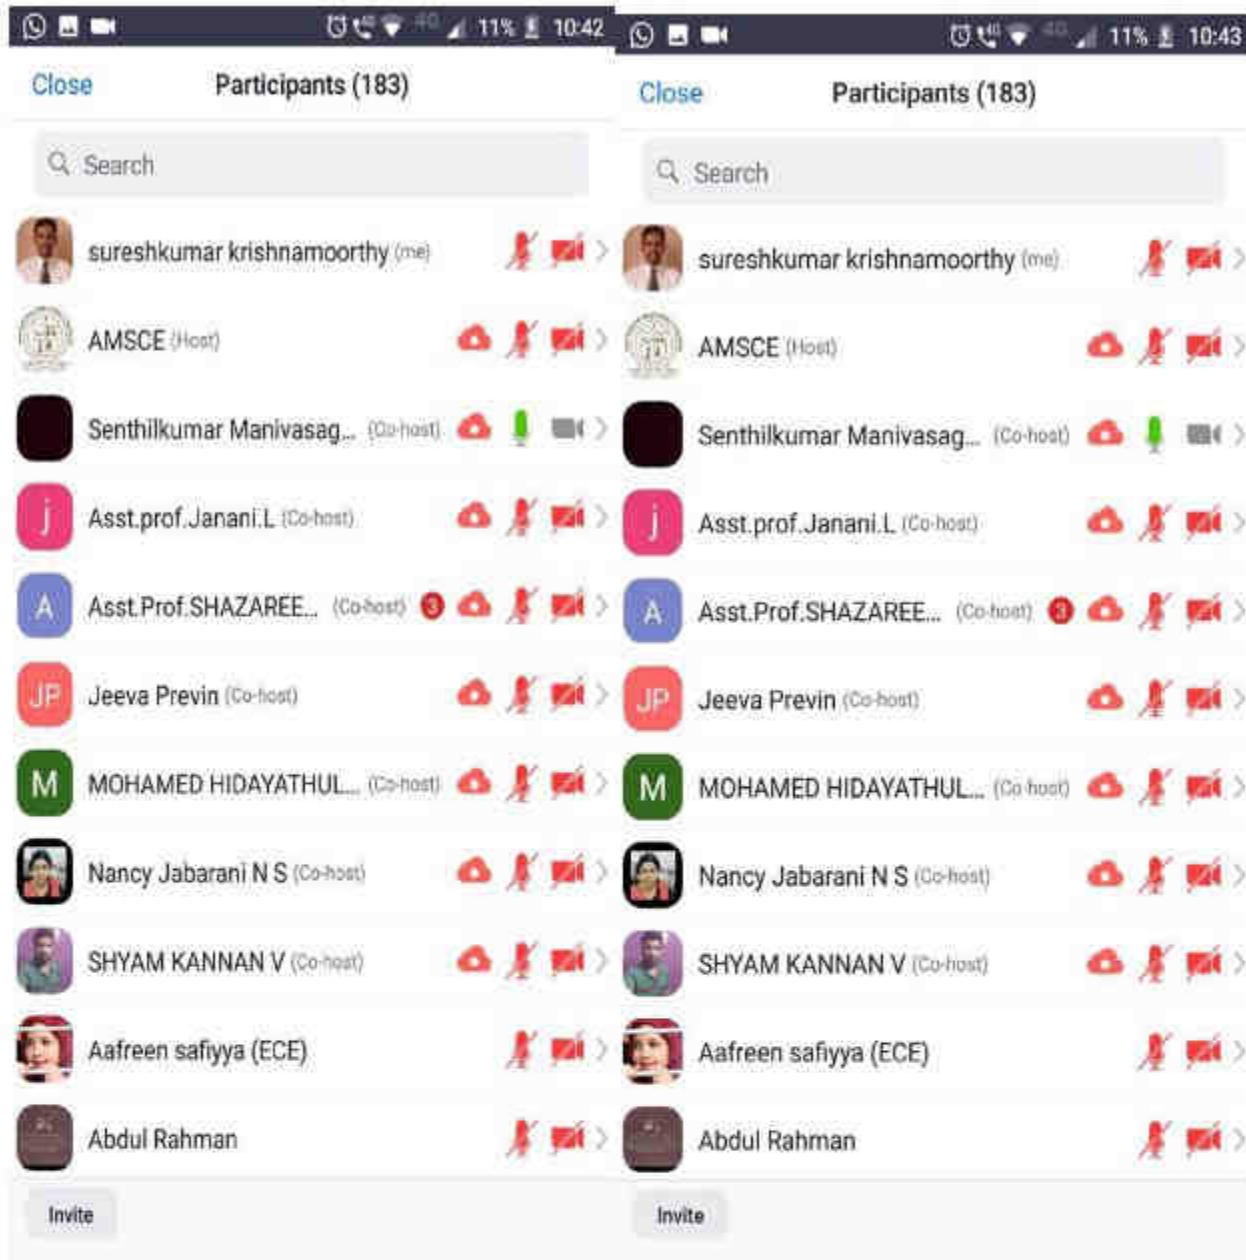 4G 11% 10:42
Close Participants (183)
Search
sureshkumar krishnamoorthy (me)
AMSCE (Host)
Senthilkumar Manivasag... (Co-host)
j Asst.prof.Janani.L (Co-host)
A Asst.Prof.SHAZAREE... (Co-host) 3
JP Jeeva Previn (Co-host)
M MOHAMED HIDAYATHUL... (Co-host)
Nancy Jabarani N S (Co-host)
SHYAM KANNAN V (Co-host)
Aafreen safiyya (ECE)
Abdul Rahman
Invite
4G 11% 10:43
Close Participants (183)
Search
sureshkumar krishnamoorthy (me)
AMSCE (Host)
Senthilkumar Manivasag... (Co-host)
j Asst.prof.Janani.L (Co-host)
A Asst.Prof.SHAZAREE... (Co-host) 3
JP Jeeva Previn (Co-host)
M MOHAMED HIDAYATHUL... (Co-host)
Nancy Jabarani N S (Co-host)
SHYAM KANNAN V (Co-host)
Aafreen safiyya (ECE)
Abdul Rahman
Invite